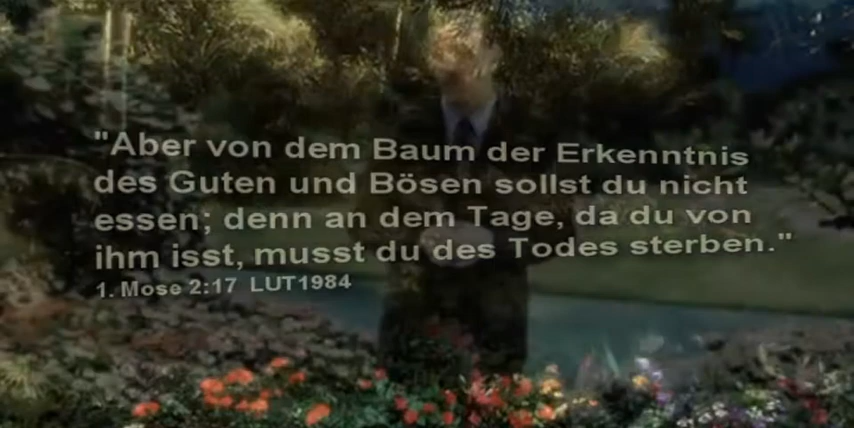 "Aber von dem Baum der Erkenntnis
des Guten und Bösen sollst du nicht
essen; denn an dem Tage, da du von
ihm isst, musst du des Todes sterben."
1. Mose 2:17 LUT1984